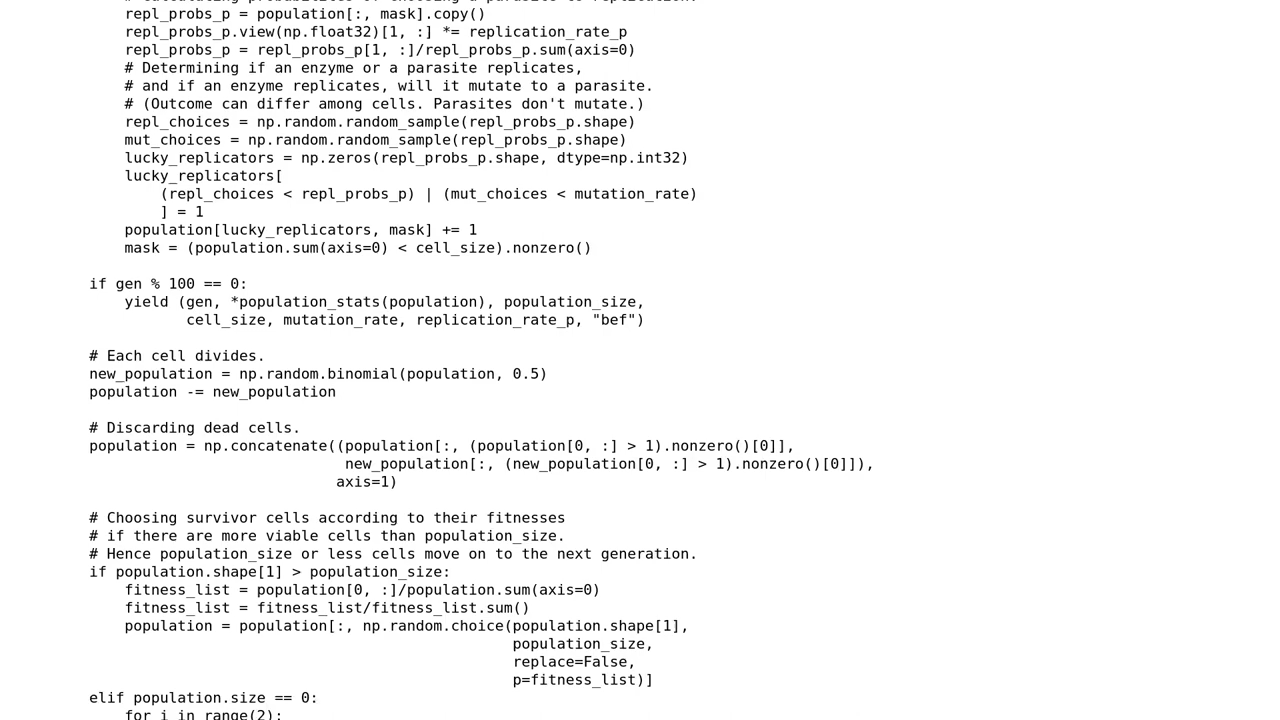 repl_probs_p = population[:, mask].copy()
repl_probs_p.view(np.float32)[1, :] *= replication_rate_p
repl_probs_p = repl_probs_p[1, :]/repl_probs_p.sum(axis=0)
# Determining if an enzyme or a parasite replicates,
# and if an enzyme replicates, will it mutate to a parasite.
# (Outcome can differ among cells. Parasites don't mutate.)
repl_choices = np.random.random_sample(repl_probs_p.shape)
mut_choices = np.random.random_sample(repl_probs_p.shape)
lucky_replicators = np.zeros(repl_probs_p.shape, dtype=np.int32)
lucky_replicators[
(repl_choices < repl_probs_p) | (mut_choices < mutation_rate)
] = 1
population[lucky_replicators, mask] += 1
mask = (population.sum(axis=0) < cell_size).nonzero()
if gen % 100 == 0:
yield (gen, *population_stats(population), population_size,
cell_size, mutation_rate, replication_rate_p, "bef")
# Each cell divides.
new_population = np.random.binomial(population, 0.5)
population -= new_population
# Discarding dead cells.
population = np.concatenate((population[:, (population[0, :] > 1).nonzero()[0]],
new_population[:, (new_population[0, :] > 1).nonzero()[0]]),
axis=1)
# Choosing survivor cells according to their fitnesses
# if there are more viable cells than population_size.
# Hence population_size or less cells move on to the next generation.
if population.shape[1] > population_size:
fitness_list = population[0, :]/population.sum(axis=0)
fitness_list = fitness_list/fitness_list.sum()
population = population[:, np.random.choice(population.shape[1],
population_size,
replace=False,
p=fitness_list)]
elif population.size == 0:
for i in range(2):